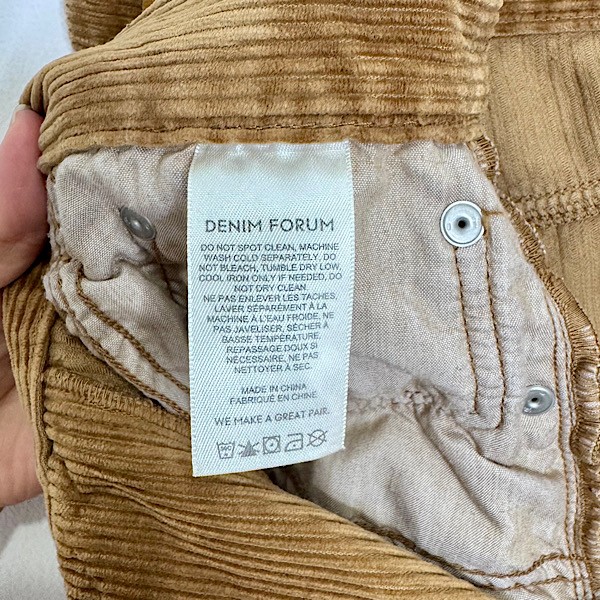 DENIM FORUM
DO NOT SPOT CLEAN, MACHINE
WASH COLD SEPARATELY, DO
NOT BLEACH, TUMBLE DRY LOW,
COOL IRON ONLY IF NEEDED, DO
NOT DRY CLEAN.
NE PAS ENLEVER LES TACHES,
LAVER SÉPARÉMENT À LA
MACHINE À L'EAU FROIDE, NE
PAS JAVELISER, SÉCHER À
BASSE TEMPÉRATURE,
REPASSAGE DOUX SI
NÉCESSAIRE, NE PAS
NETTOYER À SEC.
MADE IN CHINA
FABRIQUÉ EN CHINE
WE MAKE A GREAT PAIR.